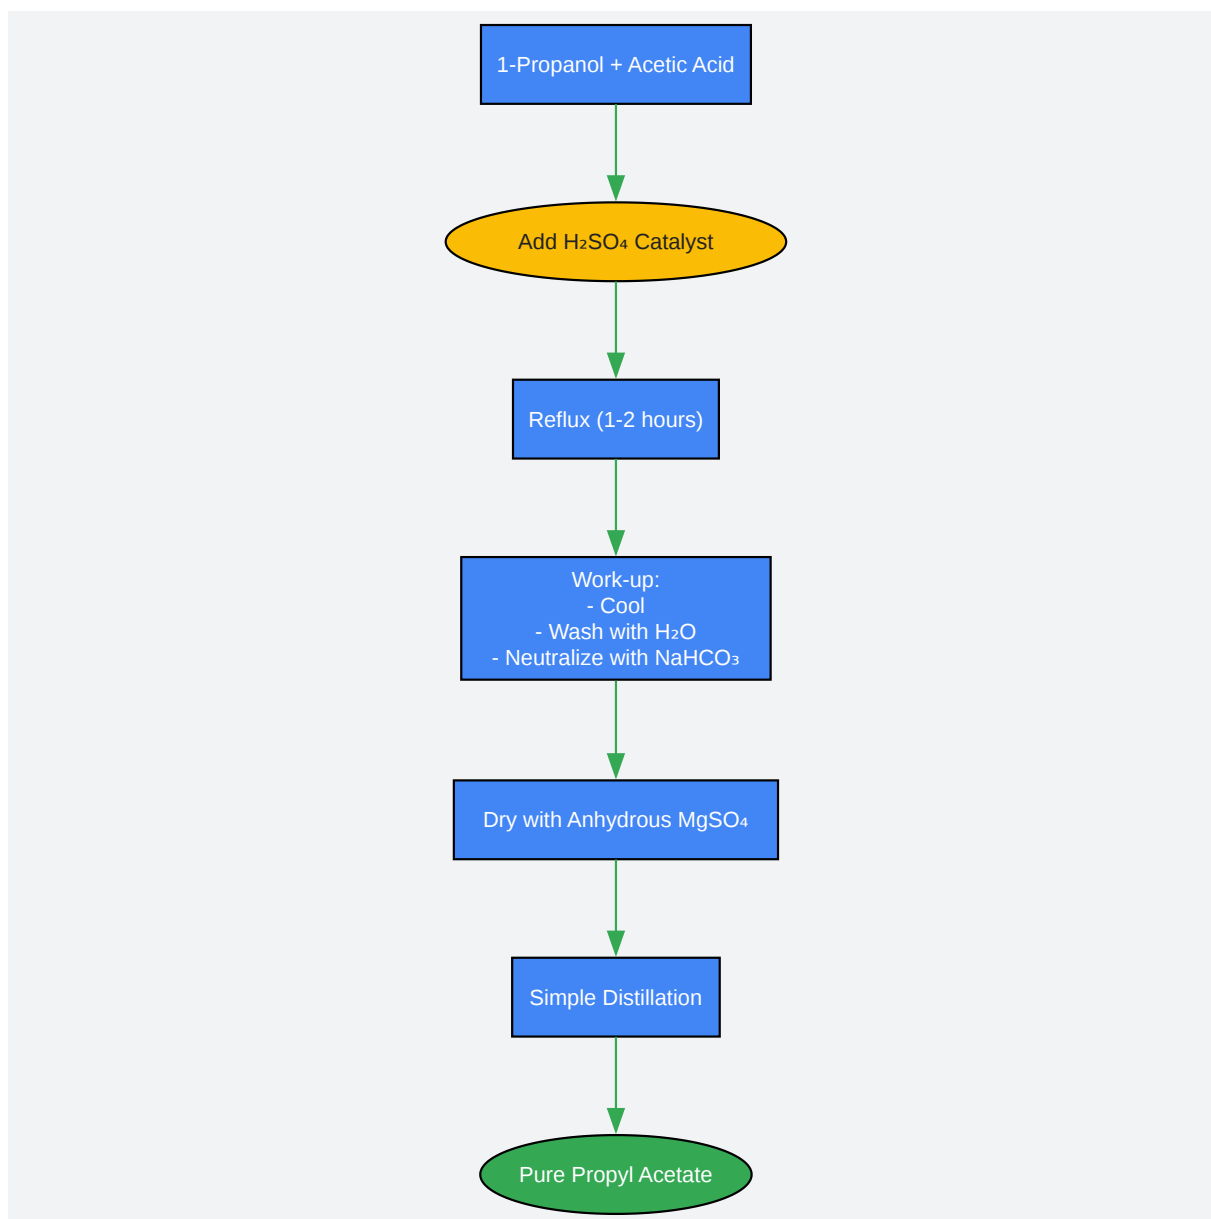 1-Propanol + Acetic Acid
Add H₂SO₄ Catalyst
Reflux (1-2 hours)
Work-up:
- Cool
- Wash with H₂O
- Neutralize with NaHCO₃
Dry with Anhydrous MgSO₄
Simple Distillation
Pure Propyl Acetate